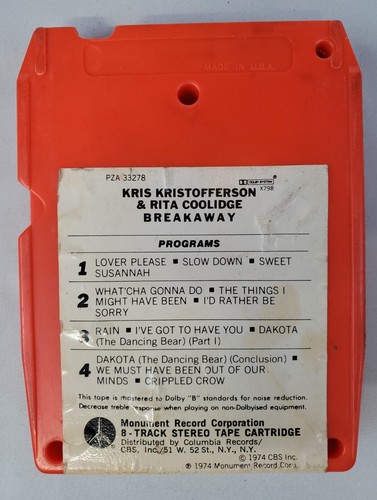 MADE IN U.S.A.
PZA 33278
DOLBY SYSTEM
X798
KRIS KRISTOFFERSON
& RITA COOLIDGE
BREAKAWAY
PROGRAMS
1 LOVER PLEASE ■ SLOW DOWN ■ SWEET
SUSANNAH
2 WHAT'CHA GONNA DO ■ THE THINGS I
MIGHT HAVE BEEN ■ I'D RATHER BE
SORRY
3 RAIN ■ I'VE GOT TO HAVE YOU ■ DAKOTA
(The Dancing Bear) (Part I)
4 DAKOTA (The Dancing Bear) (Conclusion) ■
WE MUST HAVE BEEN OUT OF OUR
MINDS ■ CRIPPLED CROW
This tape is mastered to Dolby "B" standards for noise reduction.
Decrease treble response when playing on non-Dolbyised equipment.
Monument Record Corporation
8-TRACK STEREO TAPE CARTRIDGE
Distributed by Columbia Records/
CBS, Inc./51 W. 52 St., N.Y., N.Y.
© 1974 CBS Inc.
℗ 1974 Monument Record Corp.